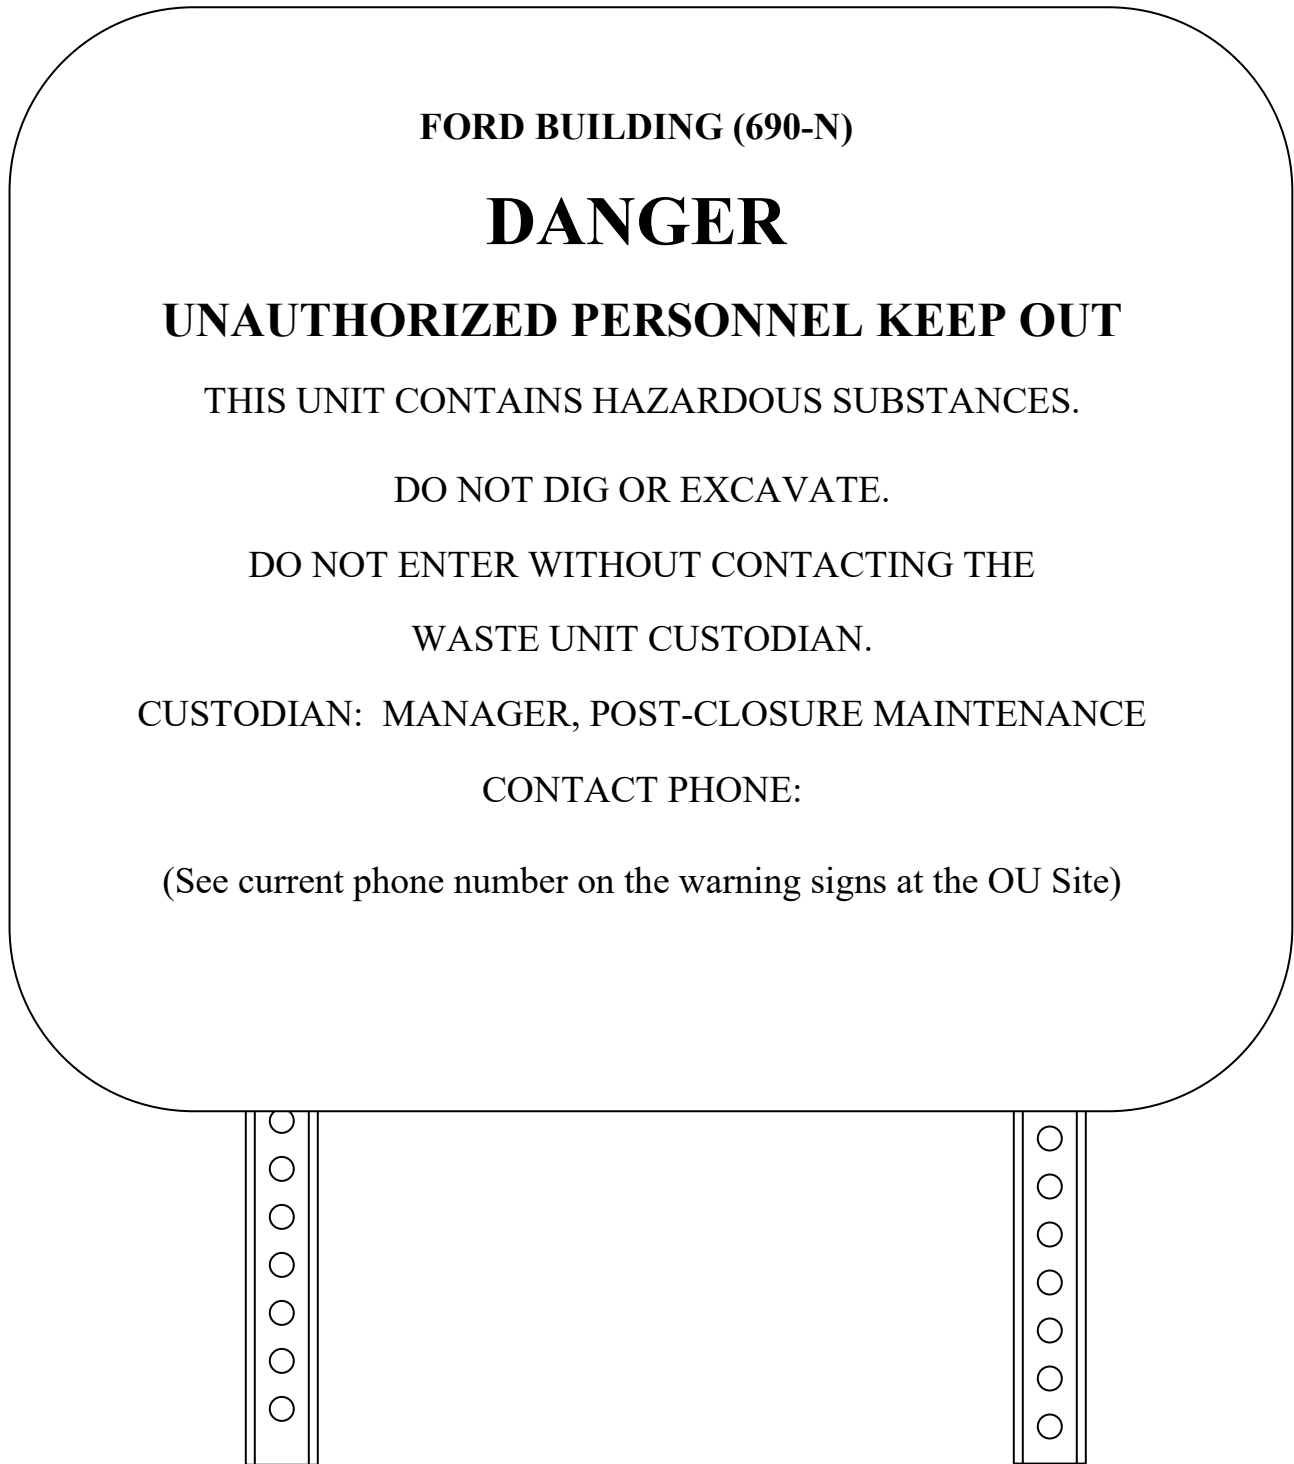 FORD BUILDING (690-N)
DANGER
UNAUTHORIZED PERSONNEL KEEP OUT
THIS UNIT CONTAINS HAZARDOUS SUBSTANCES.
DO NOT DIG OR EXCAVATE.
DO NOT ENTER WITHOUT CONTACTING THE
WASTE UNIT CUSTODIAN.
CUSTODIAN:  MANAGER, POST-CLOSURE MAINTENANCE
CONTACT PHONE:
(See current phone number on the warning signs at the OU Site)